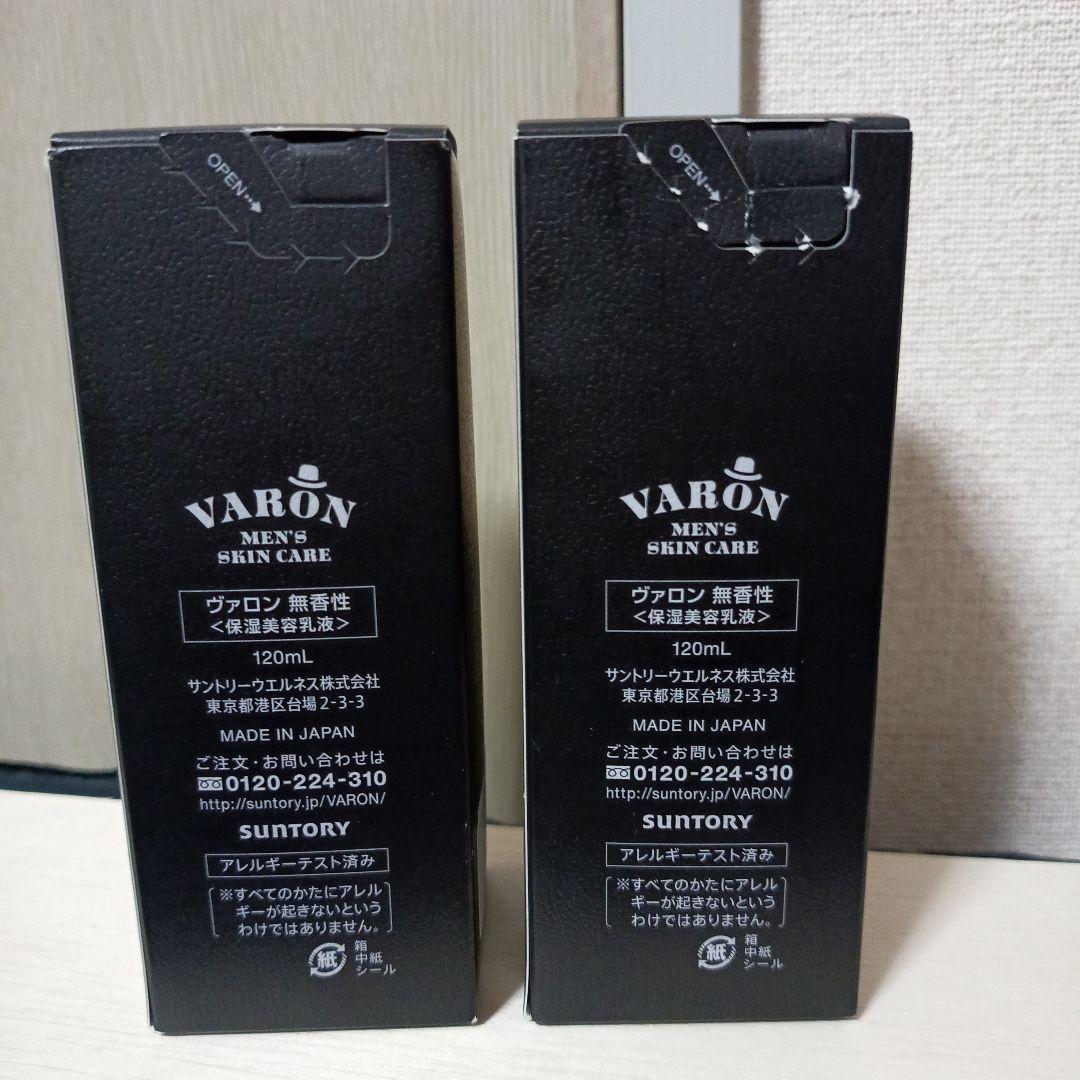 OPEN
VARON
MEN'S
SKIN CARE
ヴァロン 無香性
<保湿美容乳液>
120mL
サントリーウエルネス株式会社
東京都港区台場2-3-3
MADE IN JAPAN
ご注文・お問い合わせは
0120-224-310
http://suntory.jp/VARON/
SUNTORY
アレルギーテスト済み
※すべてのかたにアレル
ギーが起きないという
わけではありません。
紙
箱
中紙
シール
OPEN
VARON
MEN'S
SKIN CARE
ヴァロン 無香性
<保湿美容乳液>
120mL
サントリーウエルネス株式会社
東京都港区台場2-3-3
MADE IN JAPAN
ご注文・お問い合わせは
0120-224-310
http://suntory.jp/VARON/
SUNTORY
アレルギーテスト済み
※すべてのかたにアレル
ギーが起きないという
わけではありません。
紙
箱
中紙
シール